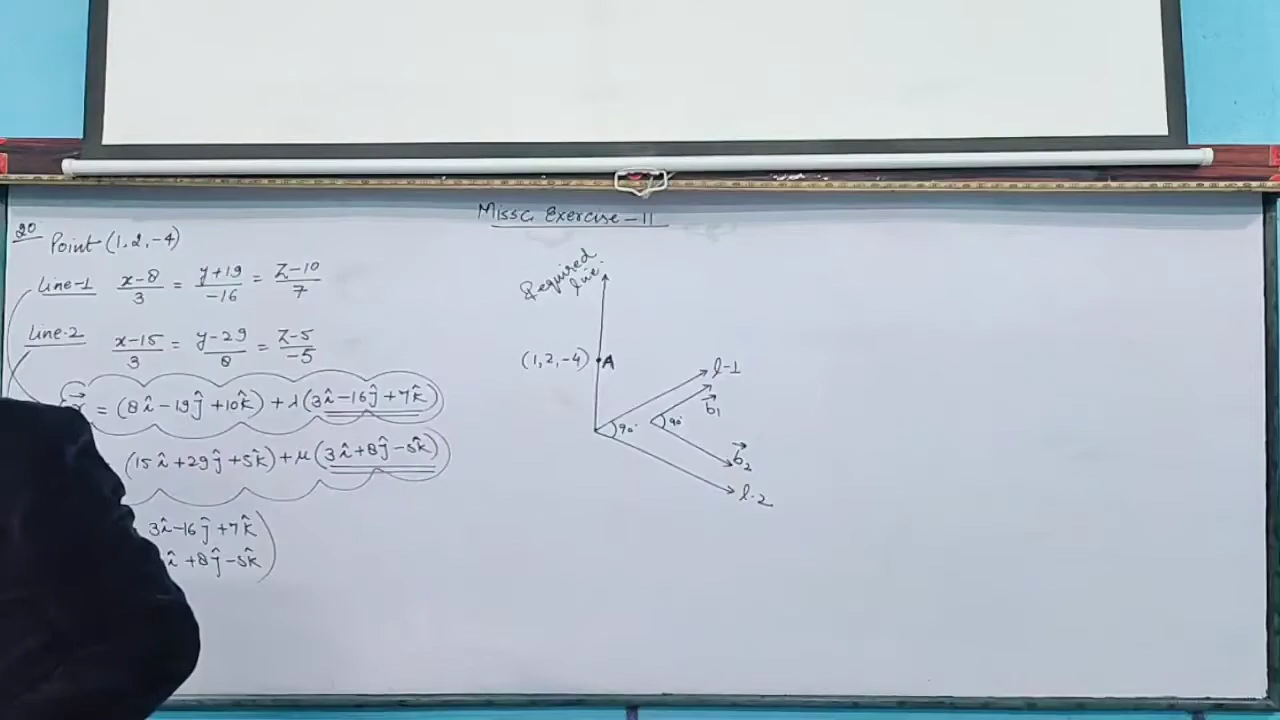 Missc. Exercise-11
20
Point (1, 2, -4)
Line-1 x-8/3 = y+19/-16 = z-10/7
Line-2 x-15/3 = y-29/8 = z-5/-5
= (8î-19ĵ+10k̂) + λ(3î-16ĵ+7k̂)
(15î+29ĵ+5k̂) + μ(3î+8ĵ-5k̂)
3î-16ĵ+7k̂
î+8ĵ-5k̂
Required line.
(1, 2, -4) A
l-1
90°
90°
b⃗1
b⃗2
l-2